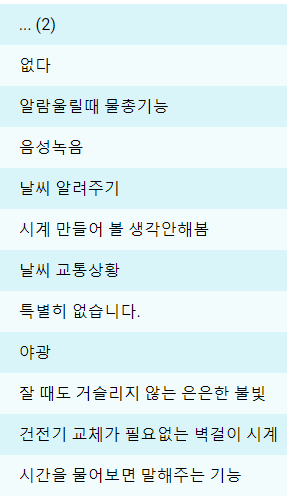 ... (2)
없다
알람울릴때 물총기능
음성녹음
날씨 알려주기
시계 만들어 볼 생각안해봄
날씨 교통상황
특별히 없습니다.
야광
잘 때도 거슬리지 않는 은은한 불빛
건전기 교체가 필요없는 벽걸이 시계
시간을 물어보면 말해주는 기능